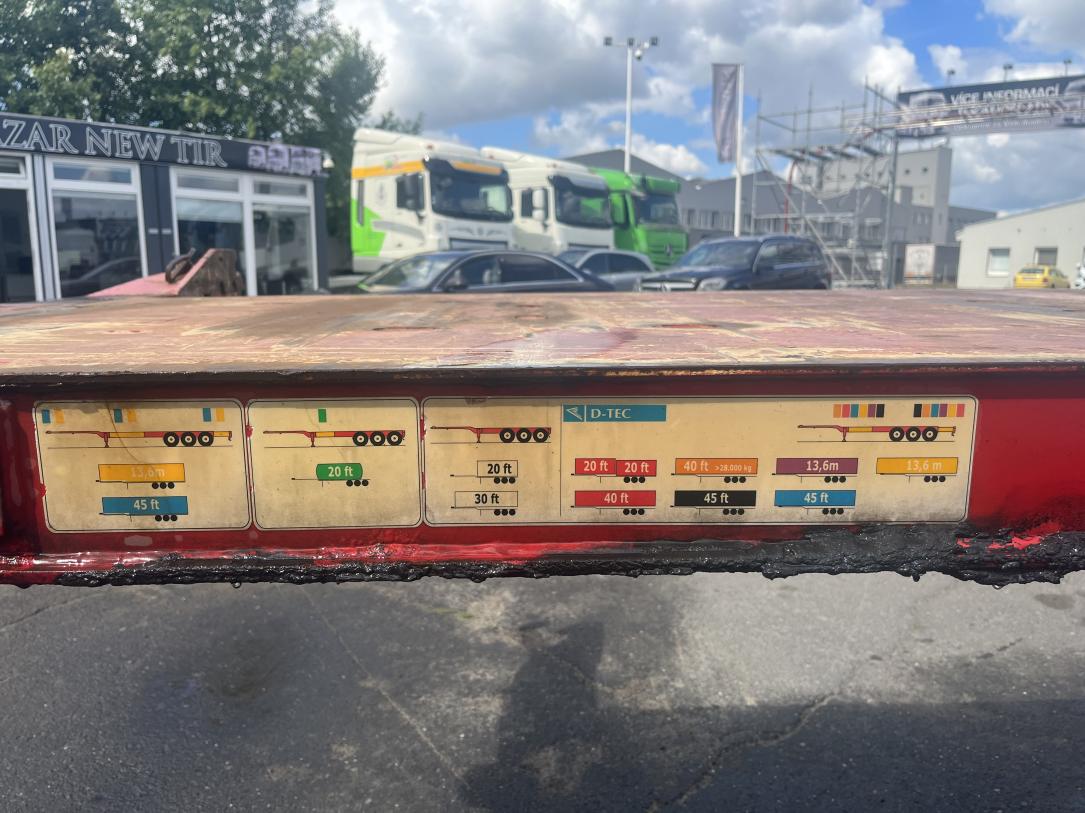 ZAR NEW TIR
VÍCE INFORMACÍ
D-TEC
13,6m
45 ft
20 ft
20 ft
30 ft
20 ft 20 ft
40 ft
40 ft >28.000 kg
45 ft
13,6m
45 ft
13,6 m